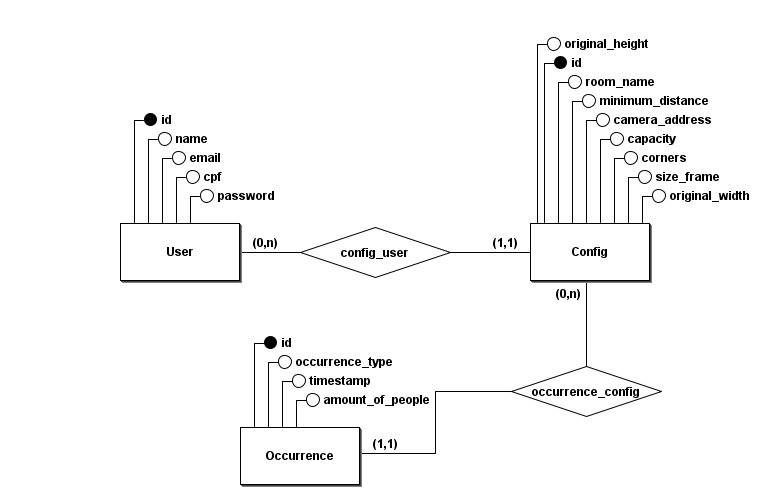 original_height
id
room_name
minimum_distance
camera_address
capacity
corners
size_frame
original_width
id
name
email
cpf
password
User
(0,n)
config_user
(1,1)
Config
(0,n)
id
occurrence_type
timestamp
amount_of_people
occurrence_config
(1,1)
Occurrence